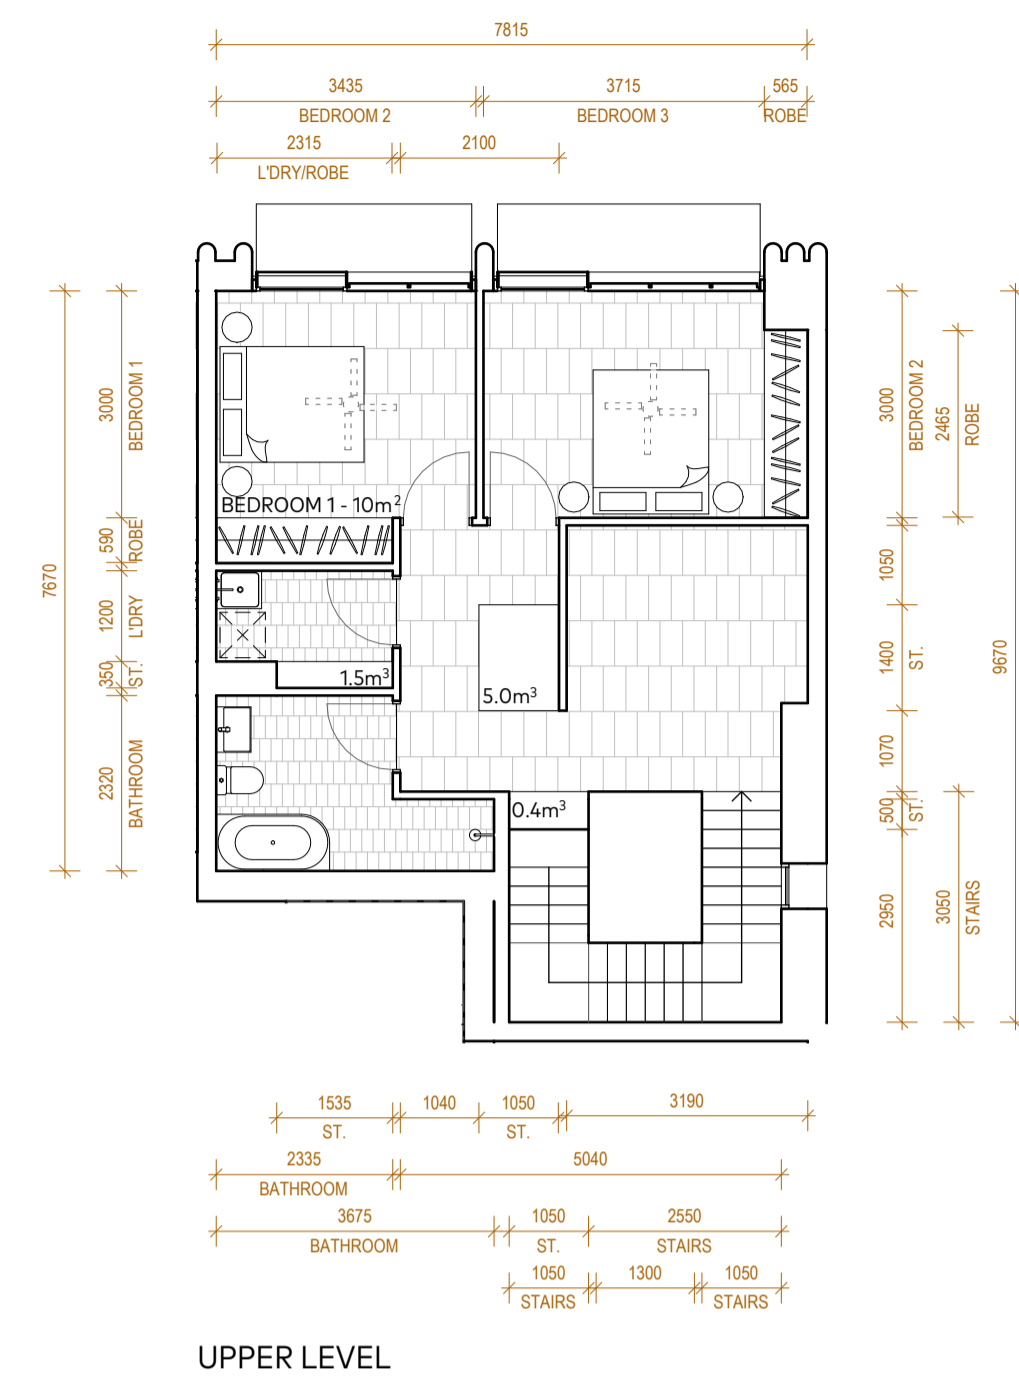 7815
3435
3715
565
BEDROOM 2
BEDROOM 3
ROBE
2315
2100
L'DRY/ROBE
3000
BEDROOM 1
3000
BEDROOM 2
2465
ROBE
BEDROOM 1 - 10m²
590
ROBE
7670
1050
1200
L'DRY
1400
ST.
9670
350
ST.
1.5m³
5.0m³
1070
2320
BATHROOM
0.4m³
500
ST.
2950
3050
STAIRS
1535
1040
1050
3190
ST.
ST.
2335
5040
BATHROOM
3675
1050
2550
BATHROOM
ST.
STAIRS
1050
1300
1050
STAIRS
STAIRS
UPPER LEVEL